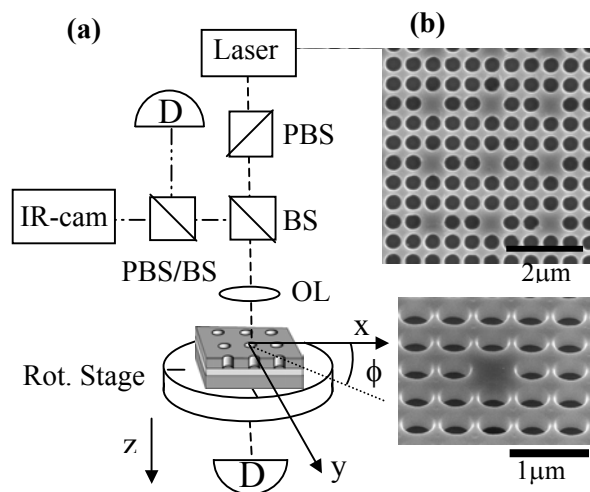 (a)
(b)
Laser
D
PBS
IR-cam
BS
PBS/BS
OL
2μm
x
Rot. Stage
ϕ
z
y
D
1μm